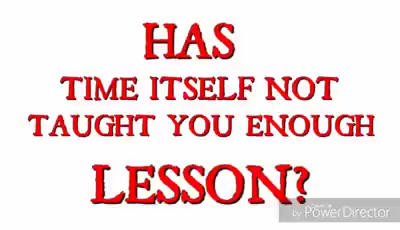 HAS
TIME ITSELF NOT
TAUGHT YOU ENOUGH
LESSON?
by PowerDirector